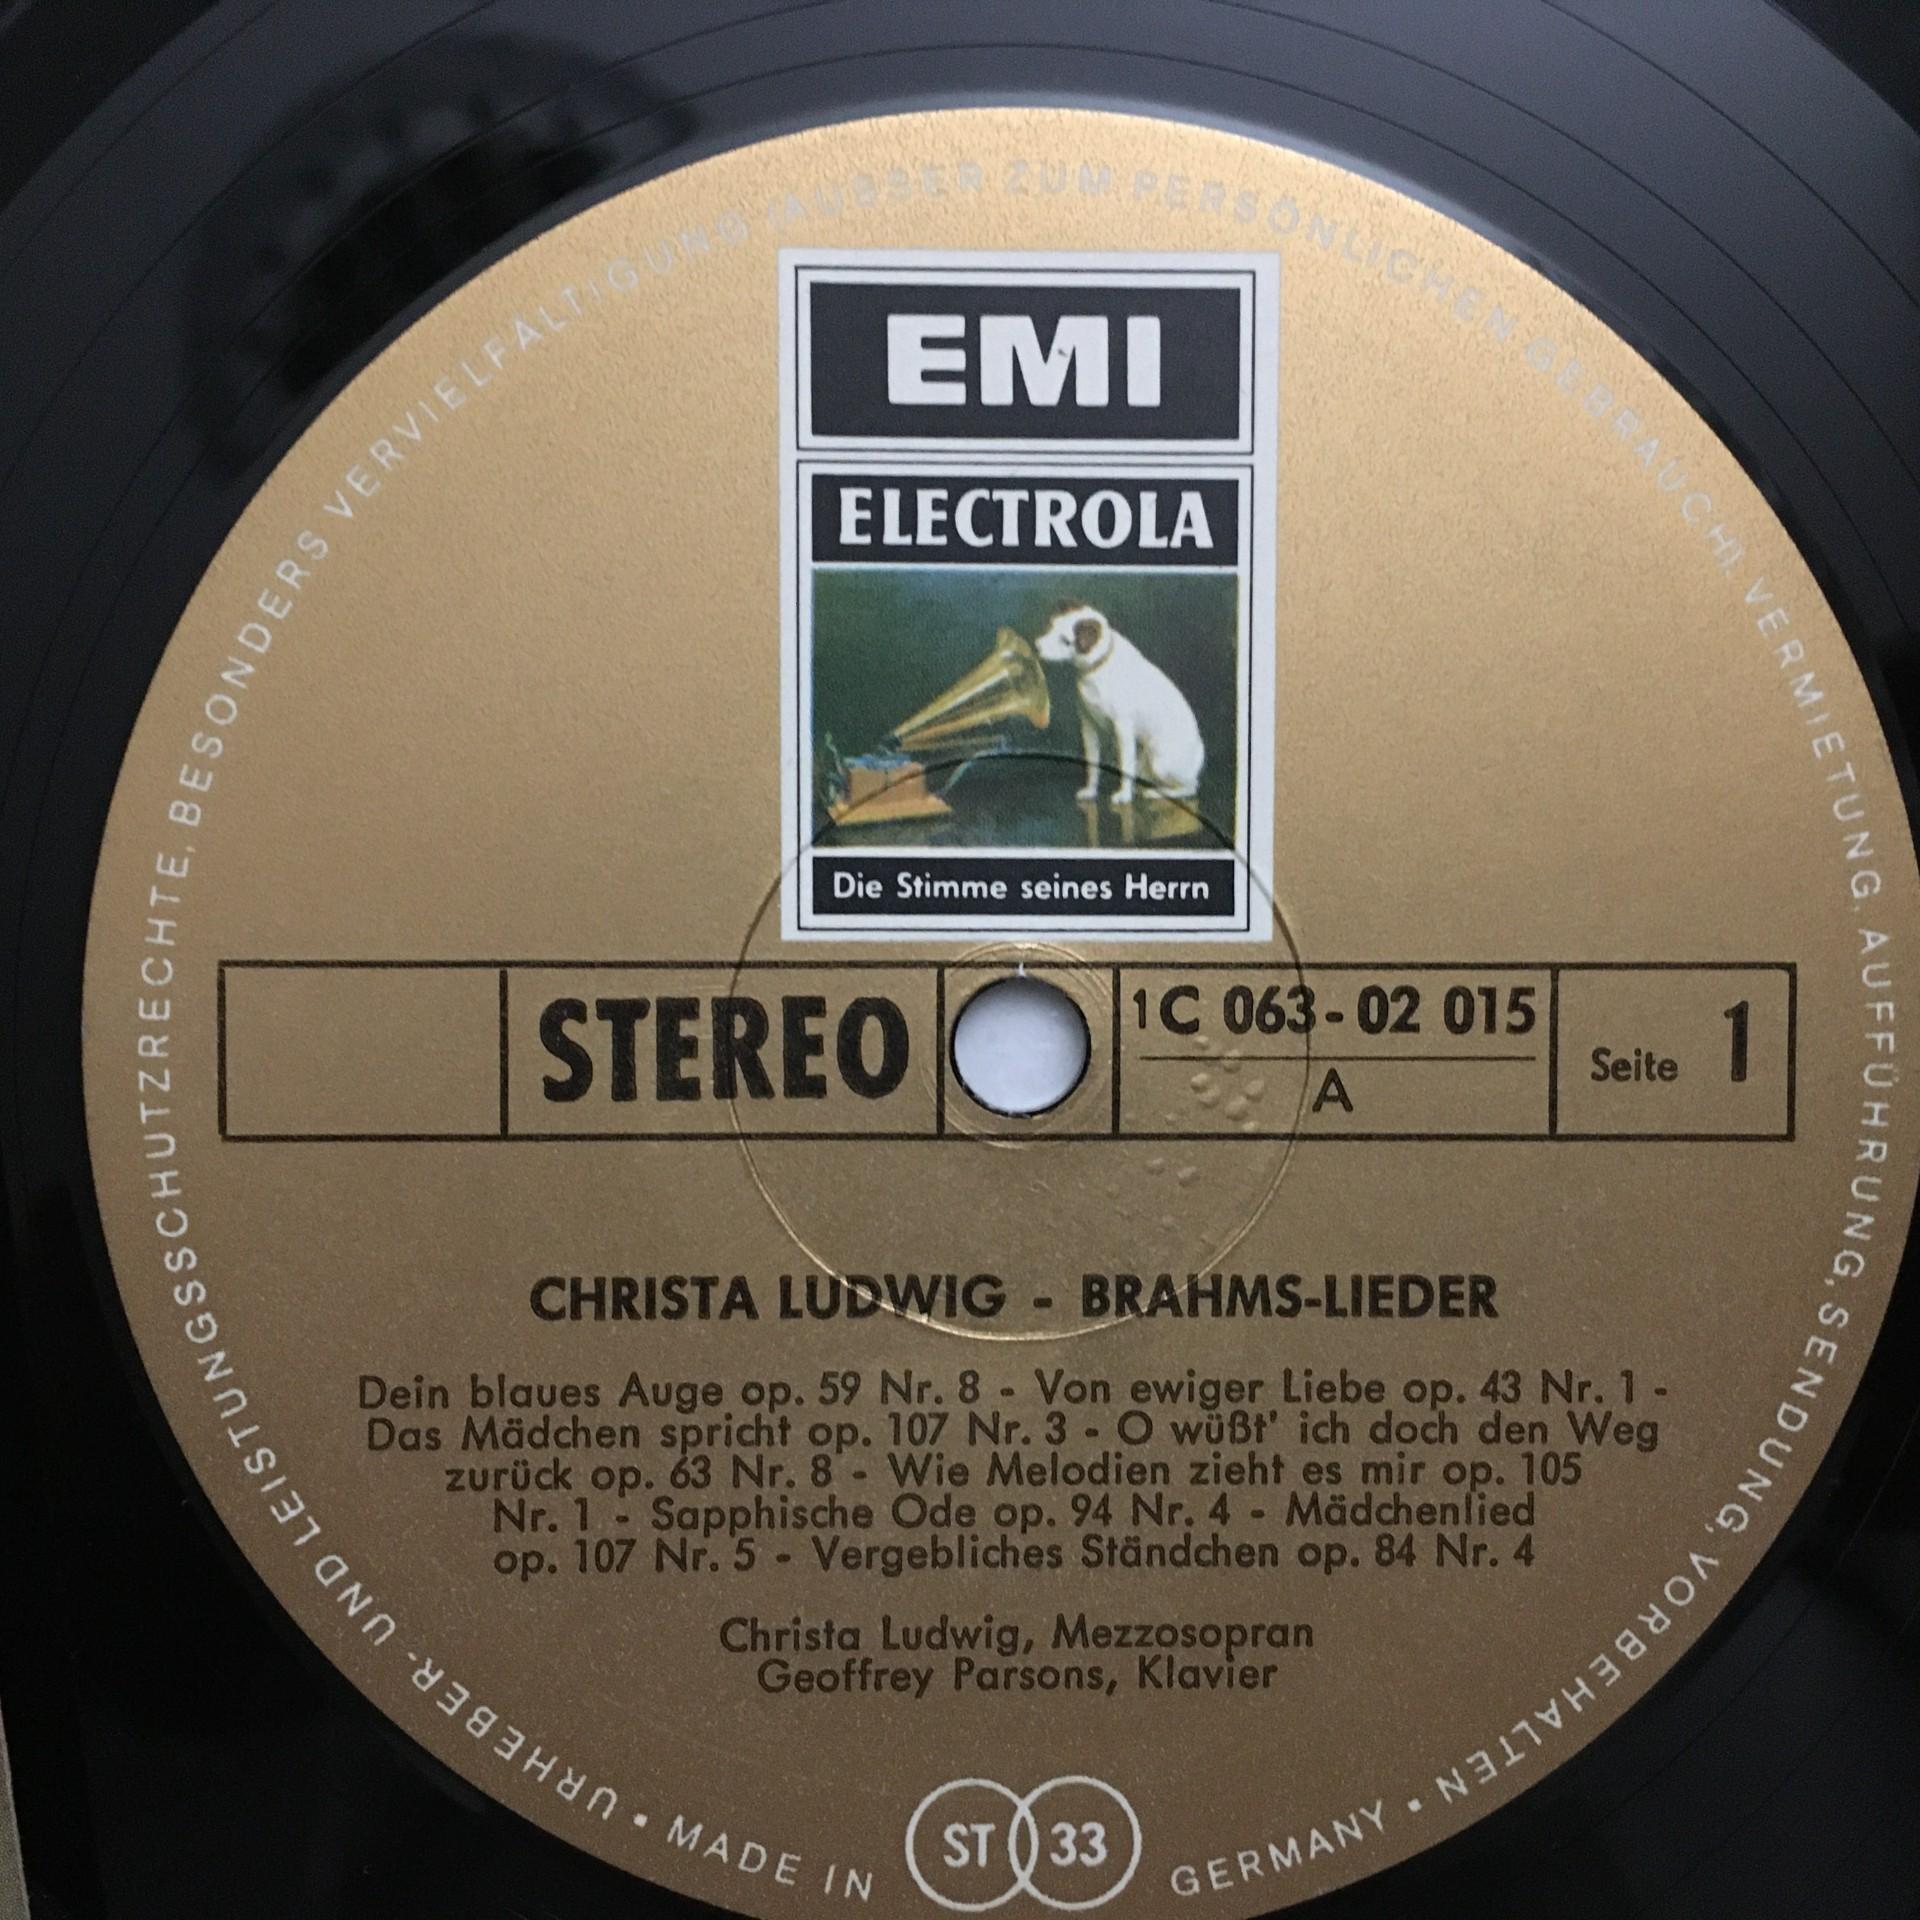 EMI
ELECTROLA
Die Stimme seines Herrn
STEREO
1C 063-02 015
A
Seite 1
CHRISTA LUDWIG - BRAHMS-LIEDER
Dein blaues Auge op. 59 Nr. 8 - Von ewiger Liebe op. 43 Nr. 1 -
Das Mädchen spricht op. 107 Nr. 3 - O wüßt' ich doch den Weg
zurück op. 63 Nr. 8 - Wie Melodien zieht es mir op. 105
Nr. 1 - Sapphische Ode op. 94 Nr. 4 - Mädchenlied
op. 107 Nr. 5 - Vergebliches Ständchen op. 84 Nr. 4
Christa Ludwig, Mezzosopran
Geoffrey Parsons, Klavier
URHEBER- UND LEISTUNGSSCHUTZRECHTE, BESONDERS VERVIELFÄLTIGUNG (AUSSER ZUM PERSÖNLICHEN GEBRAUCH), VERMIETUNG, AUFFÜHRUNG, SENDUNG, VORBEHALTEN •
MADE IN ST 33 GERMANY •